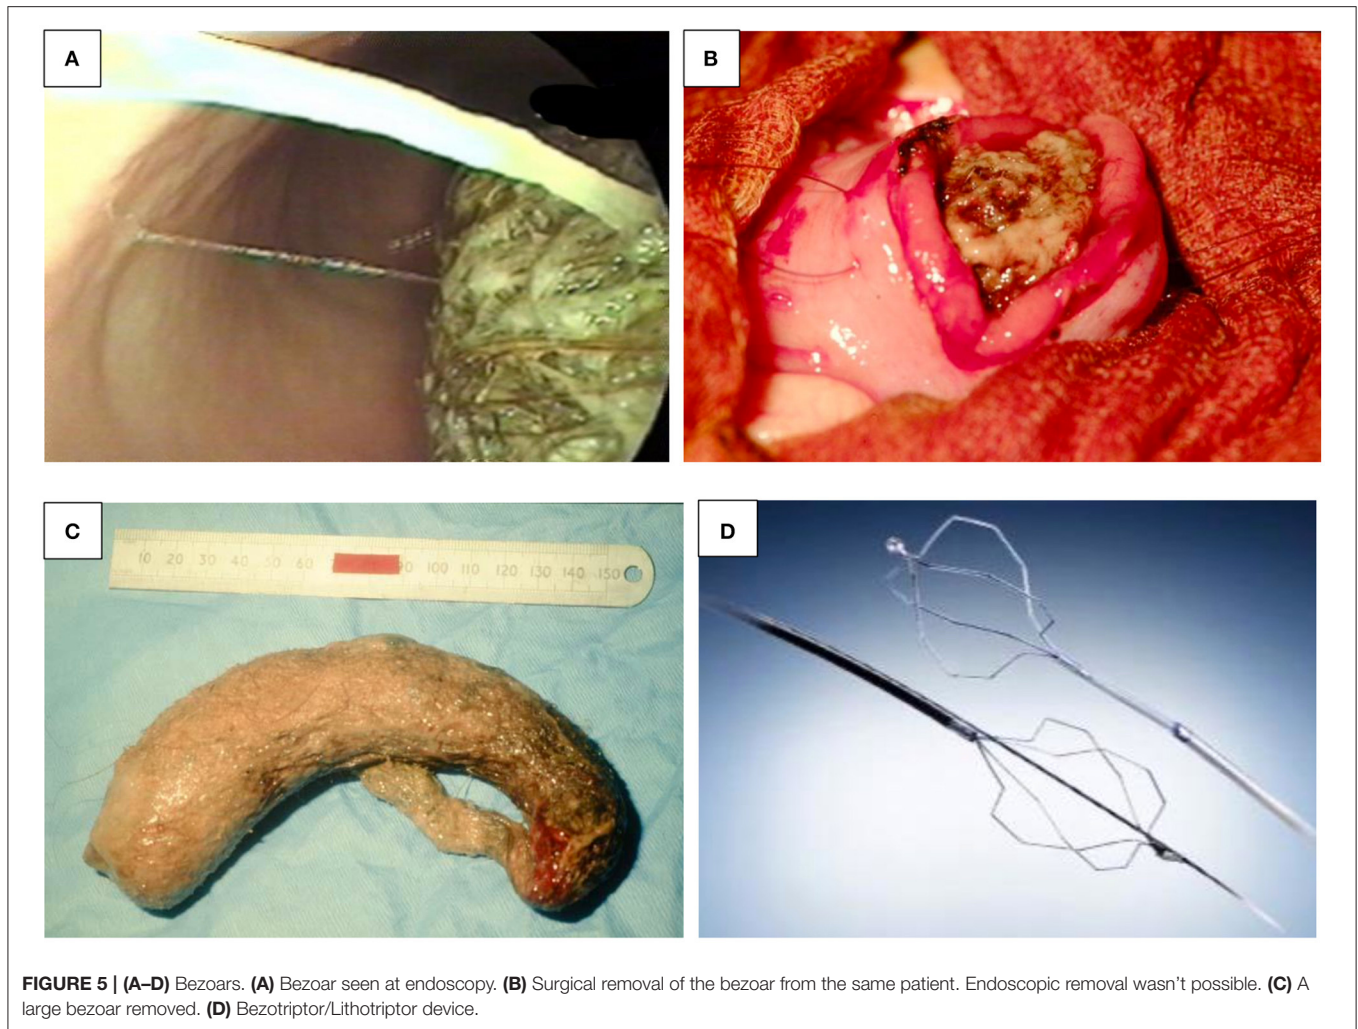 A
B
C
10 20 30 40 50 60 90 100 110 120 130 140 150
D
FIGURE 5 | (A–D) Bezoars. (A) Bezoar seen at endoscopy. (B) Surgical removal of the bezoar from the same patient. Endoscopic removal wasn't possible. (C) A
large bezoar removed. (D) Bezotriptor/Lithotriptor device.